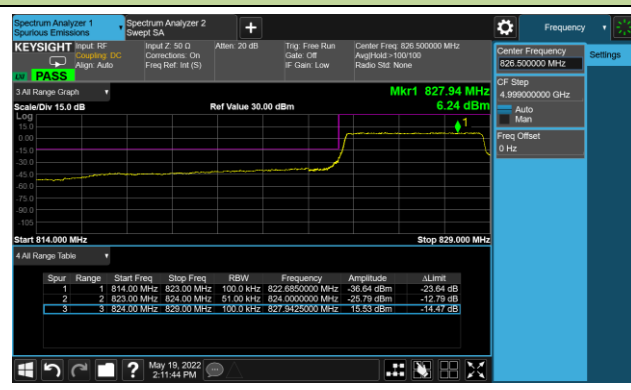 Spectrum Analyzer 1
Spurious Emissions
Spectrum Analyzer 2
Swept SA
+
Frequency
KEYSIGHT
Input: RF
Coupling: DC
Align: Auto
Input Z: 50 Ω
Corrections: On
Freq Ref: Int (S)
Atten: 20 dB
Trig: Free Run
Gate: Off
IF Gain: Low
Center Freq: 826.500000 MHz
Avg|Hold:>100/100
Radio Std: None
LV PASS
3 All Range Graph
Mkr1 827.94 MHz
6.24 dBm
Scale/Div 15.0 dB
Ref Value 30.00 dBm
Log
15.0
0.00
-15.0
-30.0
-45.0
-60.0
-75.0
-90.0
-105
1
Start 814.000 MHz
Stop 829.000 MHz
4 All Range Table
Spur Range Start Freq Stop Freq RBW Frequency Amplitude ΔLimit
1 1 814.00 MHz 823.00 MHz 100.0 kHz 822.6850000 MHz -36.64 dBm -23.64 dB
2 2 823.00 MHz 824.00 MHz 51.00 kHz 824.0000000 MHz -25.79 dBm -12.79 dB
3 3 824.00 MHz 829.00 MHz 100.0 kHz 827.9425000 MHz 15.53 dBm -14.47 dB
Center Frequency
826.500000 MHz
Settings
CF Step
4.999000000 GHz
Auto
Man
Freq Offset
0 Hz
?
May 19, 2022
2:11:44 PM